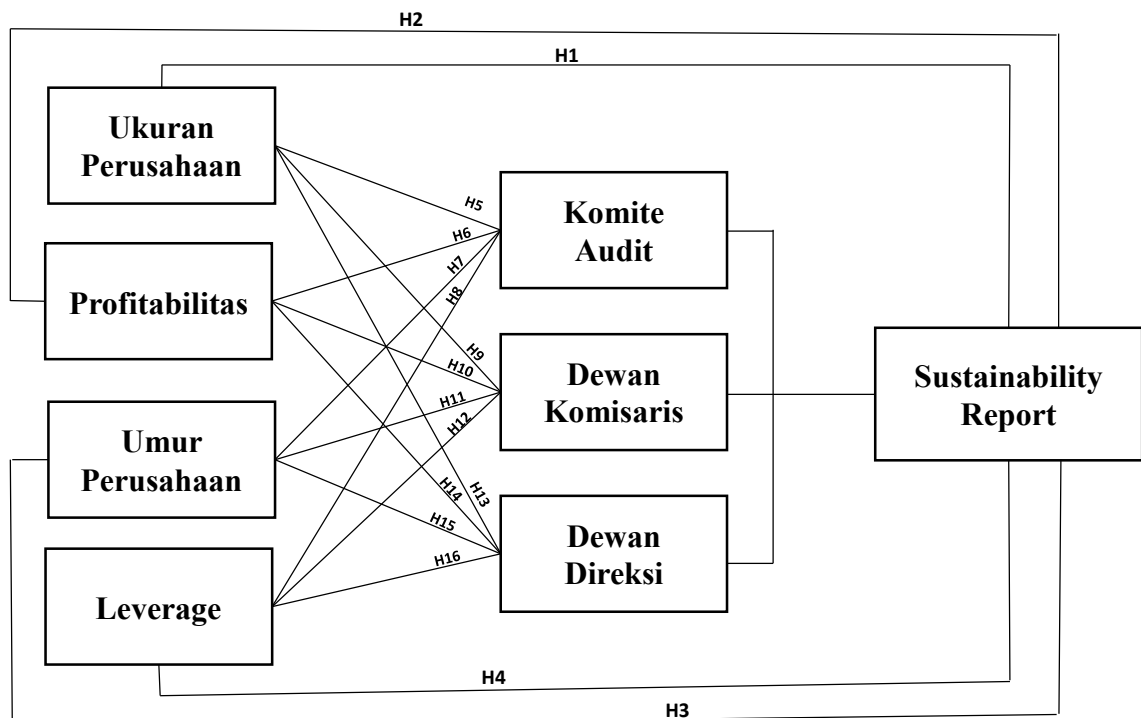 H2
H1
Ukuran
Perusahaan
Profitabilitas
Umur
Perusahaan
Leverage
H5
H6
H7
H8
H9
H10
H11
H12
H14
H13
H15
H16
Komite
Audit
Dewan
Komisaris
Dewan
Direksi
Sustainability
Report
H4
H3